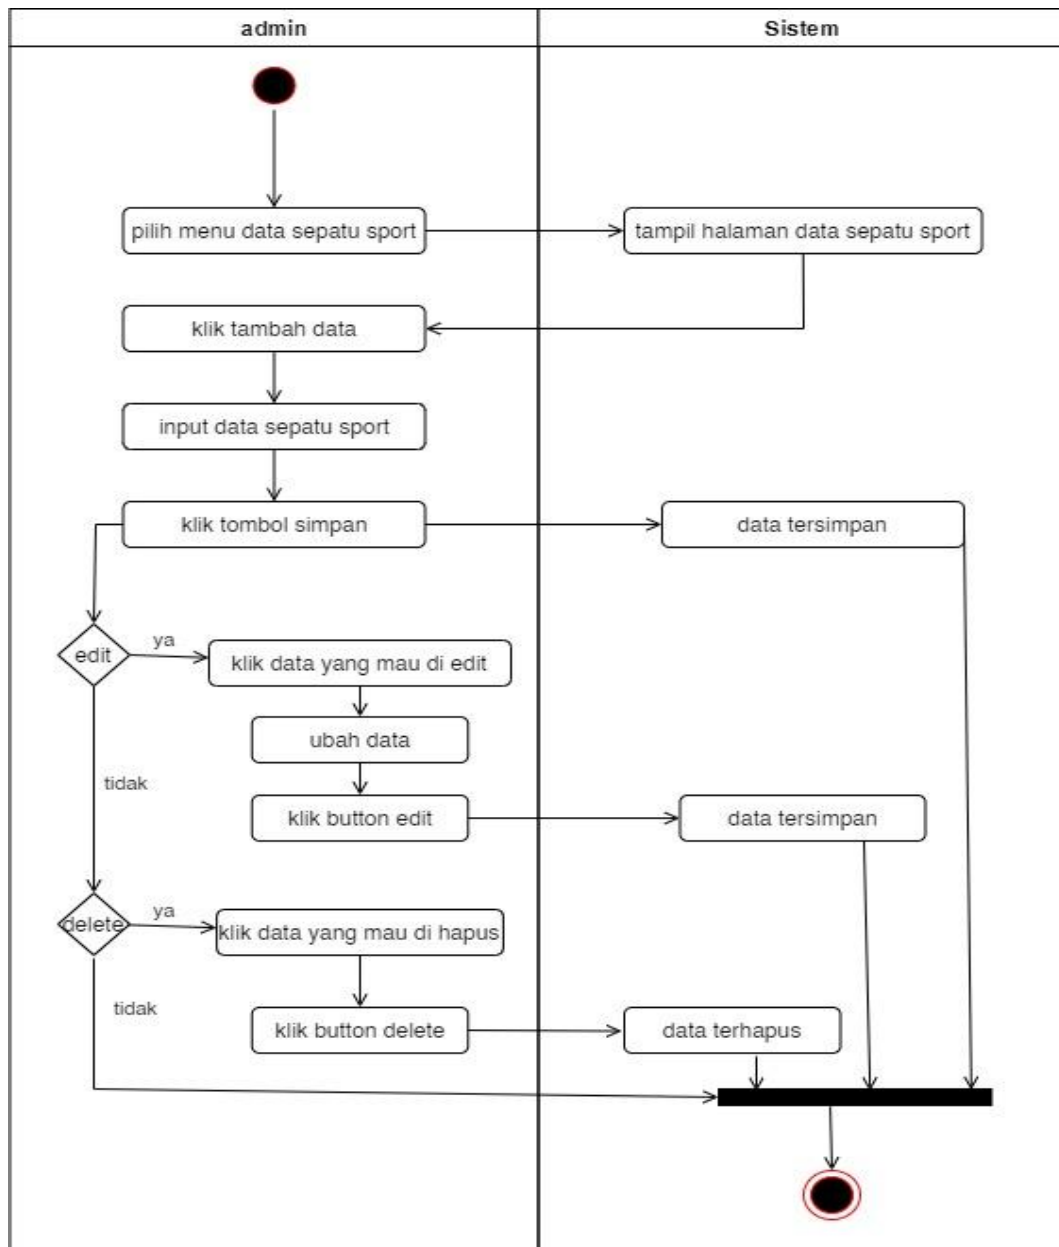 admin
Sistem
pilih menu data sepatu sport
tampil halaman data sepatu sport
klik tambah data
input data sepatu sport
klik tombol simpan
data tersimpan
edit
ya
klik data yang mau di edit
ubah data
tidak
klik button edit
data tersimpan
delete
ya
klik data yang mau di hapus
tidak
klik button delete
data terhapus